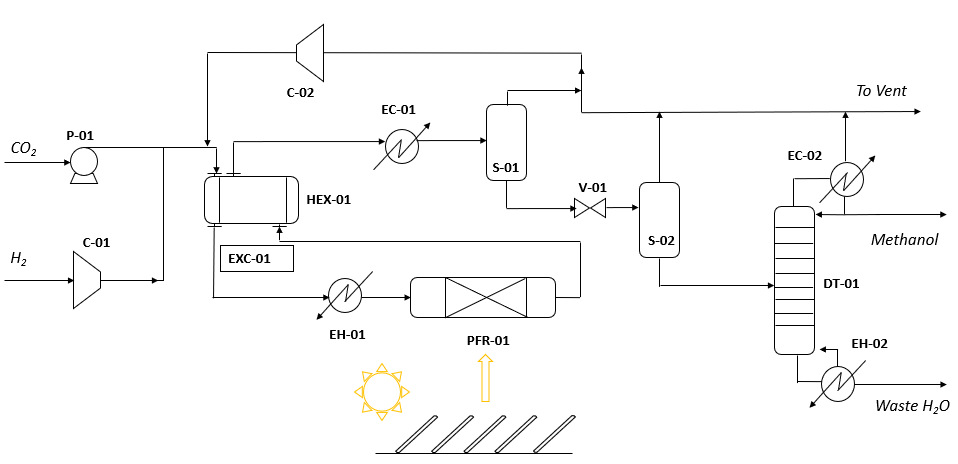 C-02
To Vent
EC-01
P-01
CO2
S-01
EC-02
V-01
HEX-01
S-02
Methanol
C-01
H2
EXC-01
DT-01
EH-01
PFR-01
EH-02
Waste H2O